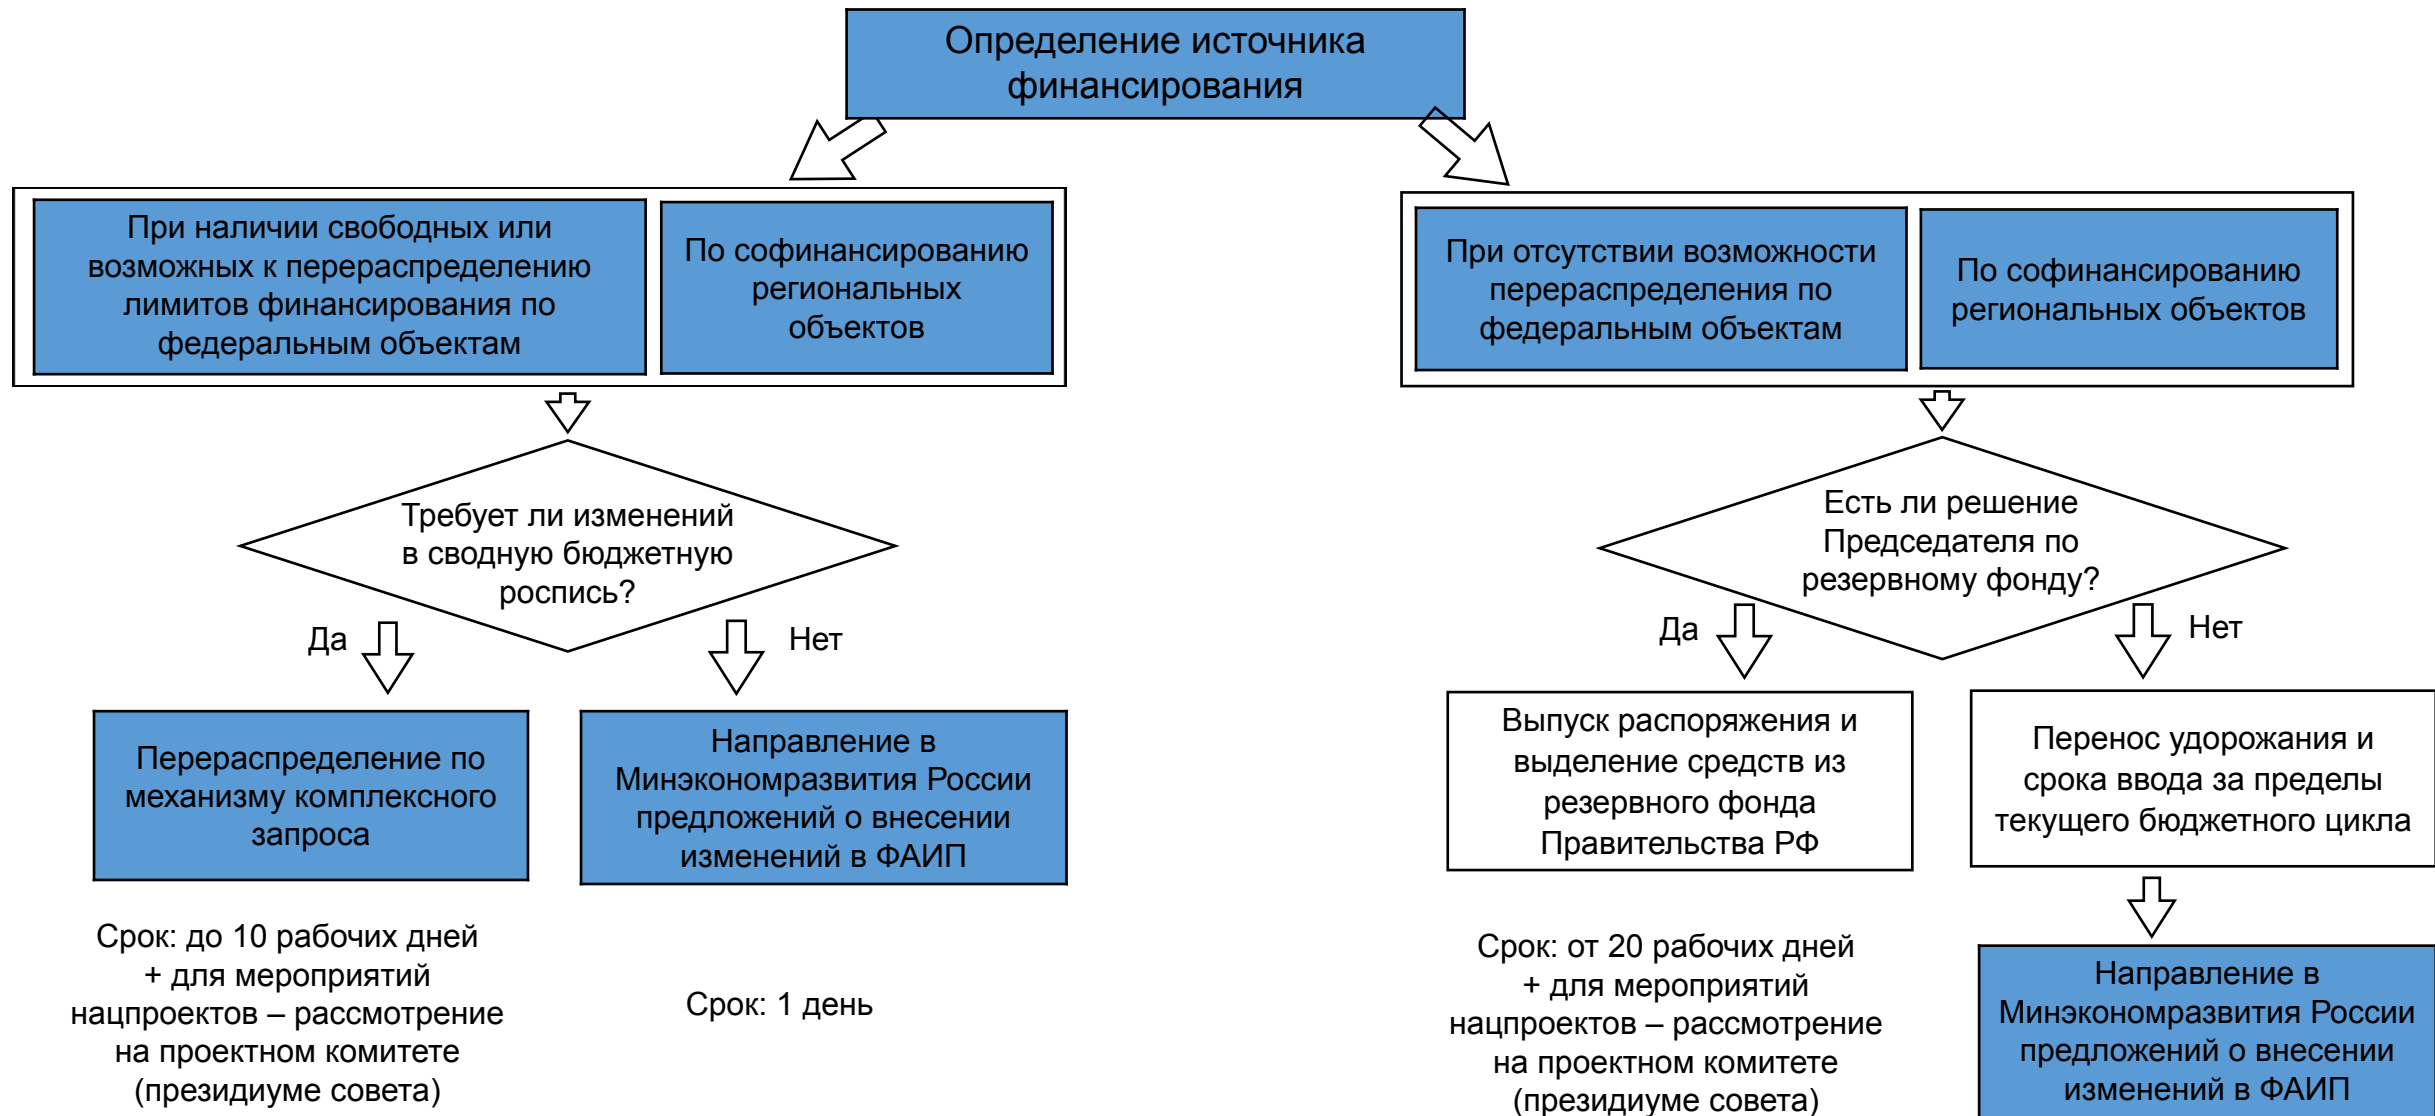 Определение источника
финансирования
При наличии свободных или
возможных к перераспределению
лимитов финансирования по
федеральным объектам
По софинансированию
региональных
объектов
При отсутствии возможности
перераспределения по
федеральным объектам
По софинансированию
региональных объектов
Требует ли изменений
в сводную бюджетную
роспись?
Да
Нет
Перераспределение по
механизму комплексного
запроса
Направление в
Минэкономразвития России
предложений о внесении
изменений в ФАИП
Срок: до 10 рабочих дней
+ для мероприятий
нацпроектов – рассмотрение
на проектном комитете
(президиуме совета)
Срок: 1 день
Есть ли решение
Председателя по
резервному фонду?
Да
Нет
Выпуск распоряжения и
выделение средств из
резервного фонда
Правительства РФ
Перенос удорожания и
срока ввода за пределы
текущего бюджетного цикла
Срок: от 20 рабочих дней
+ для мероприятий
нацпроектов – рассмотрение
на проектном комитете
(президиуме совета)
Направление в
Минэкономразвития России
предложений о внесении
изменений в ФАИП